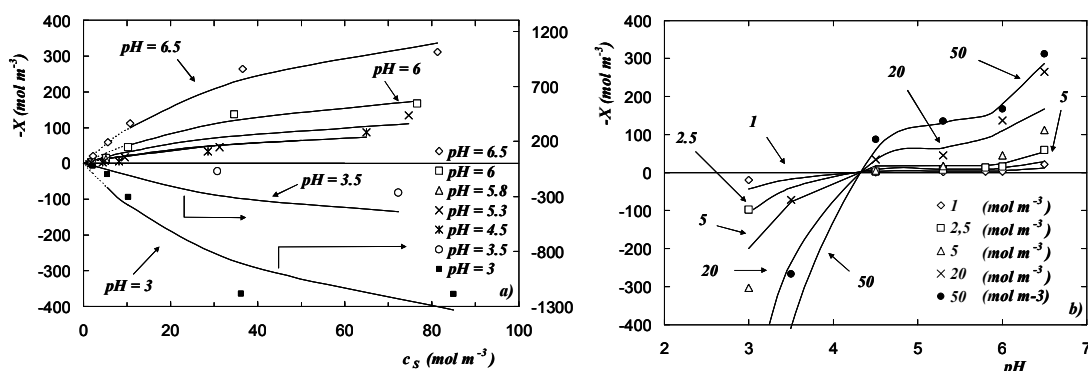 400
300
200
100
0
-100
-200
-300
-400
-X (mol m⁻³)
1200
700
200
-300
-800
-1300
pH = 6.5
pH = 6
pH = 3.5
pH = 3
pH = 6.5
pH = 6
pH = 5.8
pH = 5.3
pH = 4.5
pH = 3.5
pH = 3
a)
0 20 40 60 80 100
c_S (mol m⁻³)
400
300
200
100
0
-100
-200
-300
-400
-X (mol m⁻³)
50
20
5
1
2.5
5
20
50
1 (mol m⁻³)
2,5 (mol m⁻³)
5 (mol m⁻³)
20 (mol m⁻³)
50 (mol m-3)
b)
2 3 4 5 6 7
pH